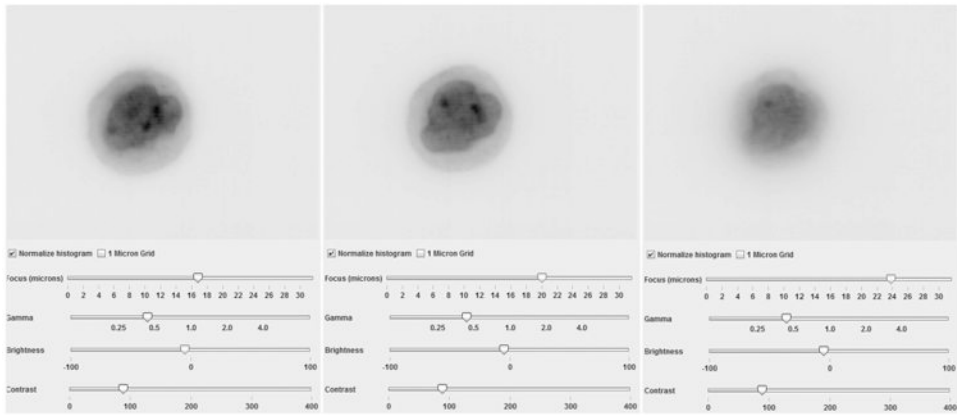 Normalize histogram 1 Micron Grid
Focus (microns)
0 2 4 6 8 10 12 14 16 18 20 22 24 26 28 30
Gamma
0.25 0.5 1.0 2.0 4.0
Brightness
-100 0 100
Contrast
0 100 200 300 400
Normalize histogram 1 Micron Grid
Focus (microns)
0 2 4 6 8 10 12 14 16 18 20 22 24 26 28 30
Gamma
0.25 0.5 1.0 2.0 4.0
Brightness
-100 0 100
Contrast
0 100 200 300 400
Normalize histogram 1 Micron Grid
Focus (microns)
0 2 4 6 8 10 12 14 16 18 20 22 24 26 28 30
Gamma
0.25 0.5 1.0 2.0 4.0
Brightness
-100 0 100
Contrast
0 100 200 300 400